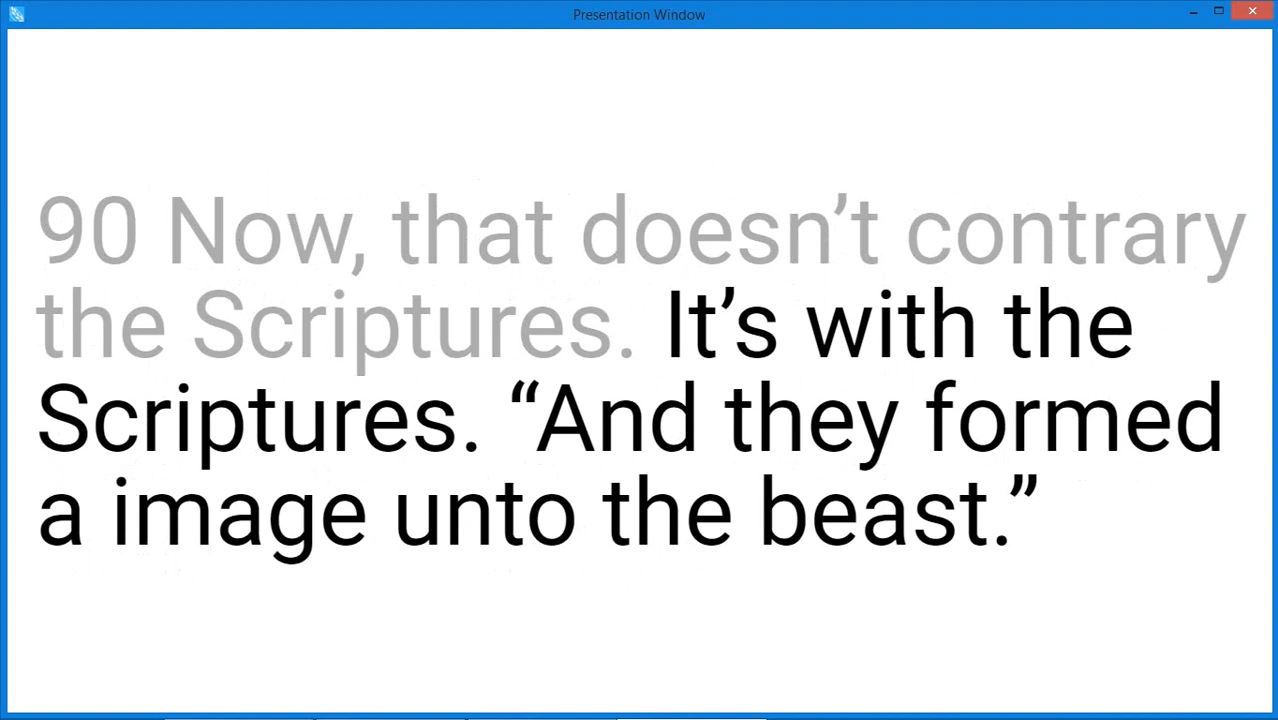 Presentation Window
90 Now, that doesn’t contrary
the Scriptures. It’s with the
Scriptures. “And they formed
a image unto the beast.”